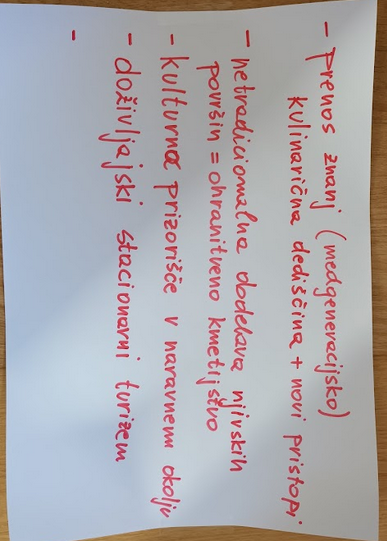 - prenos znanj (medgeneracijsko)
kulinarična dediščina + novi pristopi
- netradicionalna obdelava njivskih
površin = ohranitveno kmetijstvo
- kulturna prizorišče v naravnem okolju
- doživljajski stacionarni turizem
-